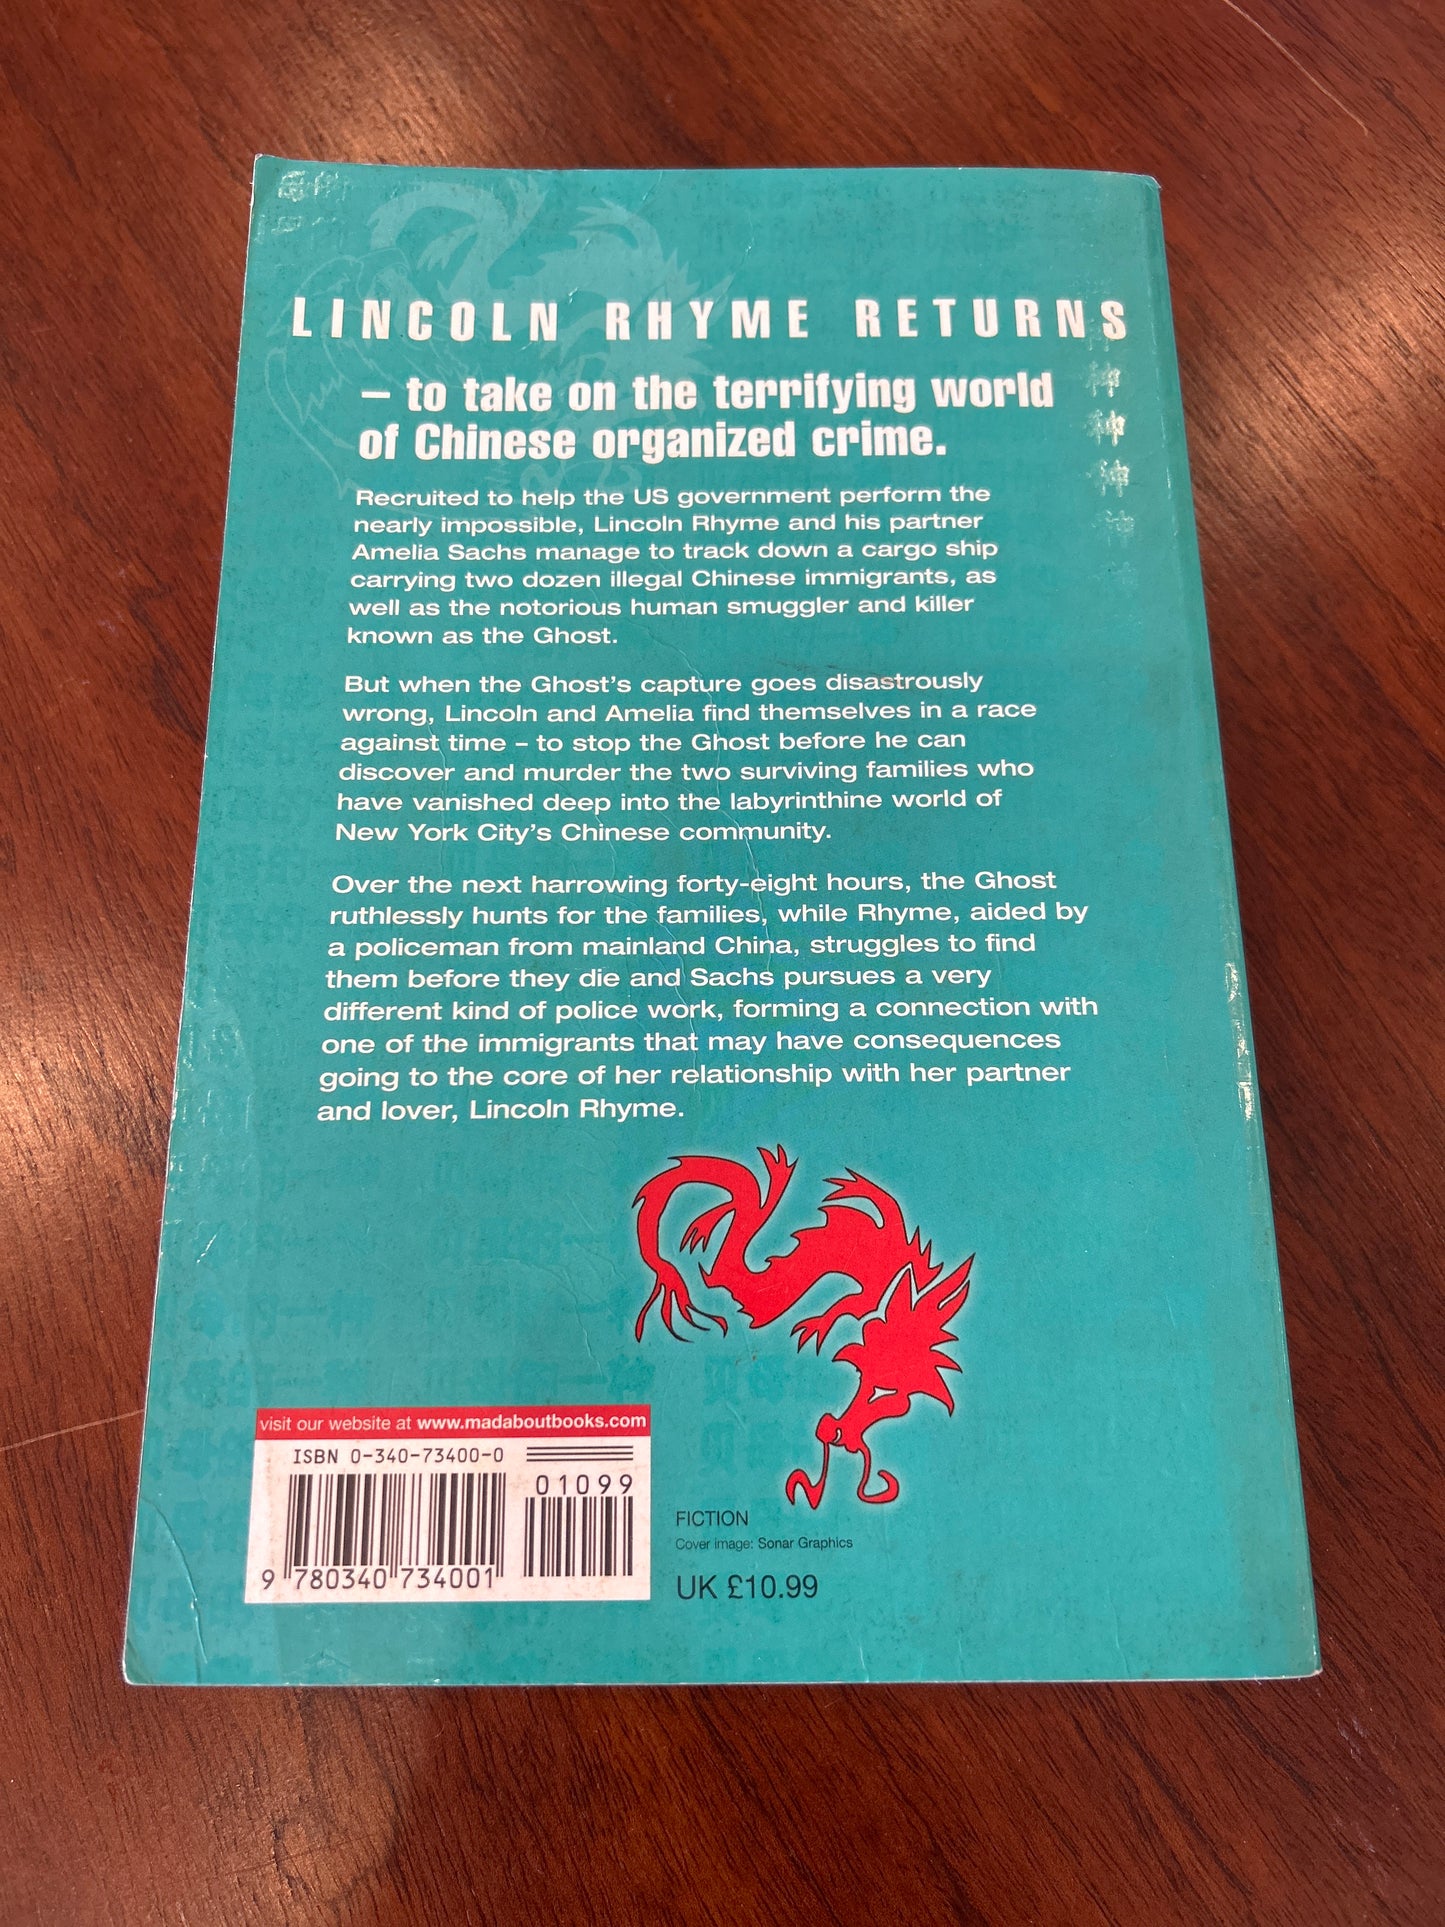 LINCOLN RHYME RETURNS
– to take on the terrifying world
of Chinese organized crime.
Recruited to help the US government perform the
nearly impossible, Lincoln Rhyme and his partner
Amelia Sachs manage to track down a cargo ship
carrying two dozen illegal Chinese immigrants, as
well as the notorious human smuggler and killer
known as the Ghost.
But when the Ghost's capture goes disastrously
wrong, Lincoln and Amelia find themselves in a race
against time – to stop the Ghost before he can
discover and murder the two surviving families who
have vanished deep into the labyrinthine world of
New York City's Chinese community.
Over the next harrowing forty-eight hours, the Ghost
ruthlessly hunts for the families, while Rhyme, aided by
a policeman from mainland China, struggles to find
them before they die and Sachs pursues a very
different kind of police work, forming a connection with
one of the immigrants that may have consequences
going to the core of her relationship with her partner
and lover, Lincoln Rhyme.
visit our website at www.madaboutbooks.com
ISBN 0-340-73400-0
01099
9 780340 734001
FICTION
Cover image: Sonar Graphics
UK £10.99